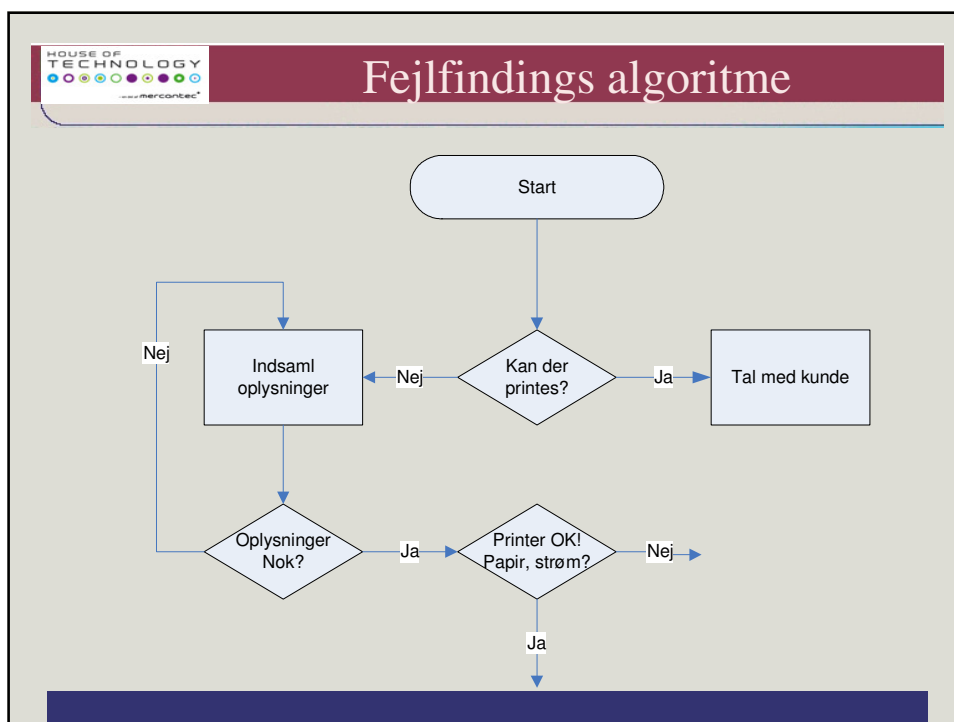 HOUSE OF
TECHNOLOGY
mercantec+
Fejlfindings algoritme
Start
Nej
Indsaml
oplysninger
Nej
Kan der
printes?
Ja
Tal med kunde
Oplysninger
Nok?
Ja
Printer OK!
Papir, strøm?
Nej
Ja